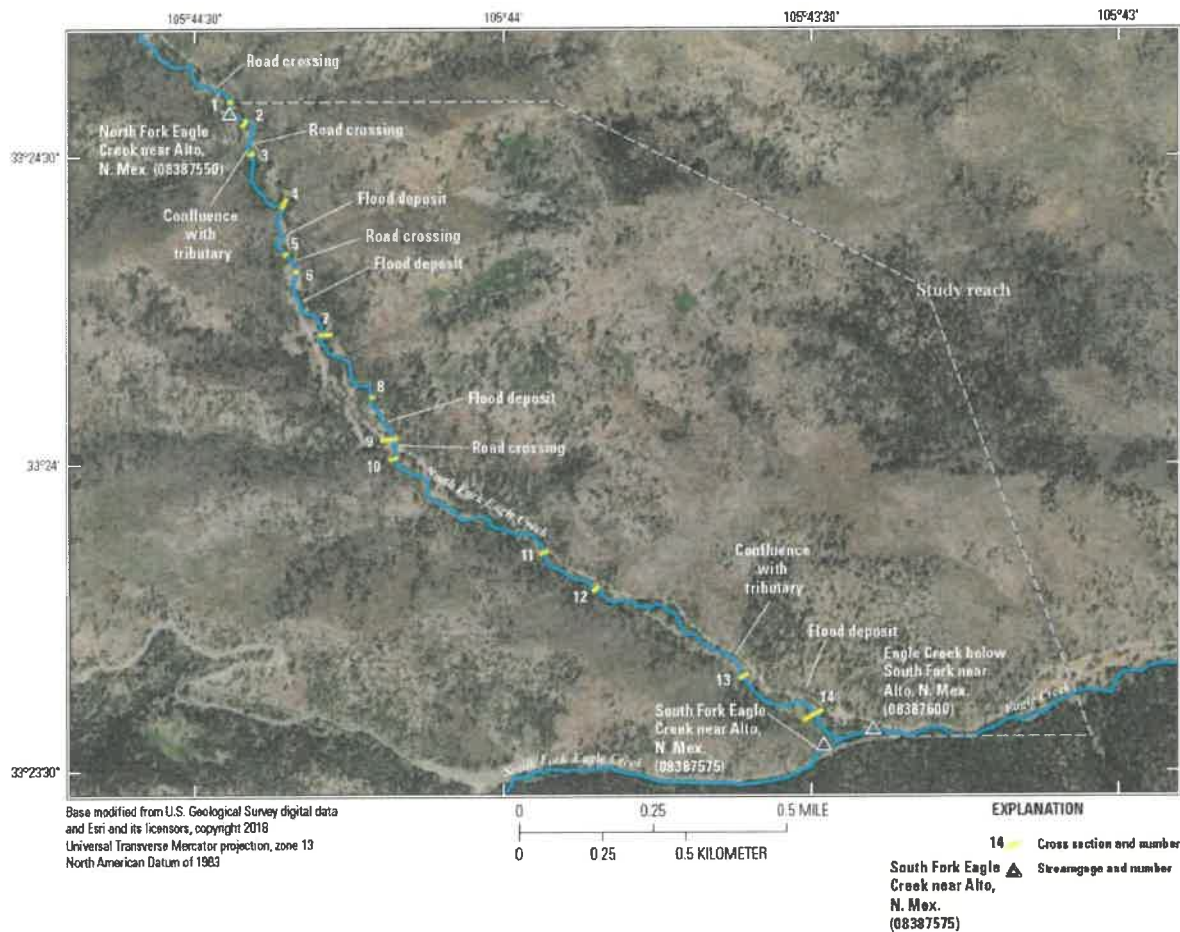 105°44'30"
105°44'
105°43'30"
105°43'
Road crossing
1
2
North Fork Eagle
Creek near Alto,
N. Mex. (08387550)
Road crossing
33°24'30"
3
Confluence
with
tributary
4
Flood deposit
5
Road crossing
6
Flood deposit
Study reach
7
8
Flood deposit
9
Road crossing
33°24'
10
North Fork Eagle Creek
11
Confluence
with
tributary
12
Flood deposit
13
14
Eagle Creek below
South Fork near
Alto, N. Mex.
(08387600)
South Fork Eagle
Creek near Alto,
N. Mex.
(08387575)
Eagle Creek
33°23'30"
South Fork Eagle Creek
Base modified from U.S. Geological Survey digital data
and Esri and its licensors, copyright 2018
Universal Transverse Mercator projection, zone 13
North American Datum of 1983
0 0.25 0.5 MILE
0 0.25 0.5 KILOMETER
EXPLANATION
14 Cross section and number
South Fork Eagle
Creek near Alto,
N. Mex.
(08387575)
Streamgage and number